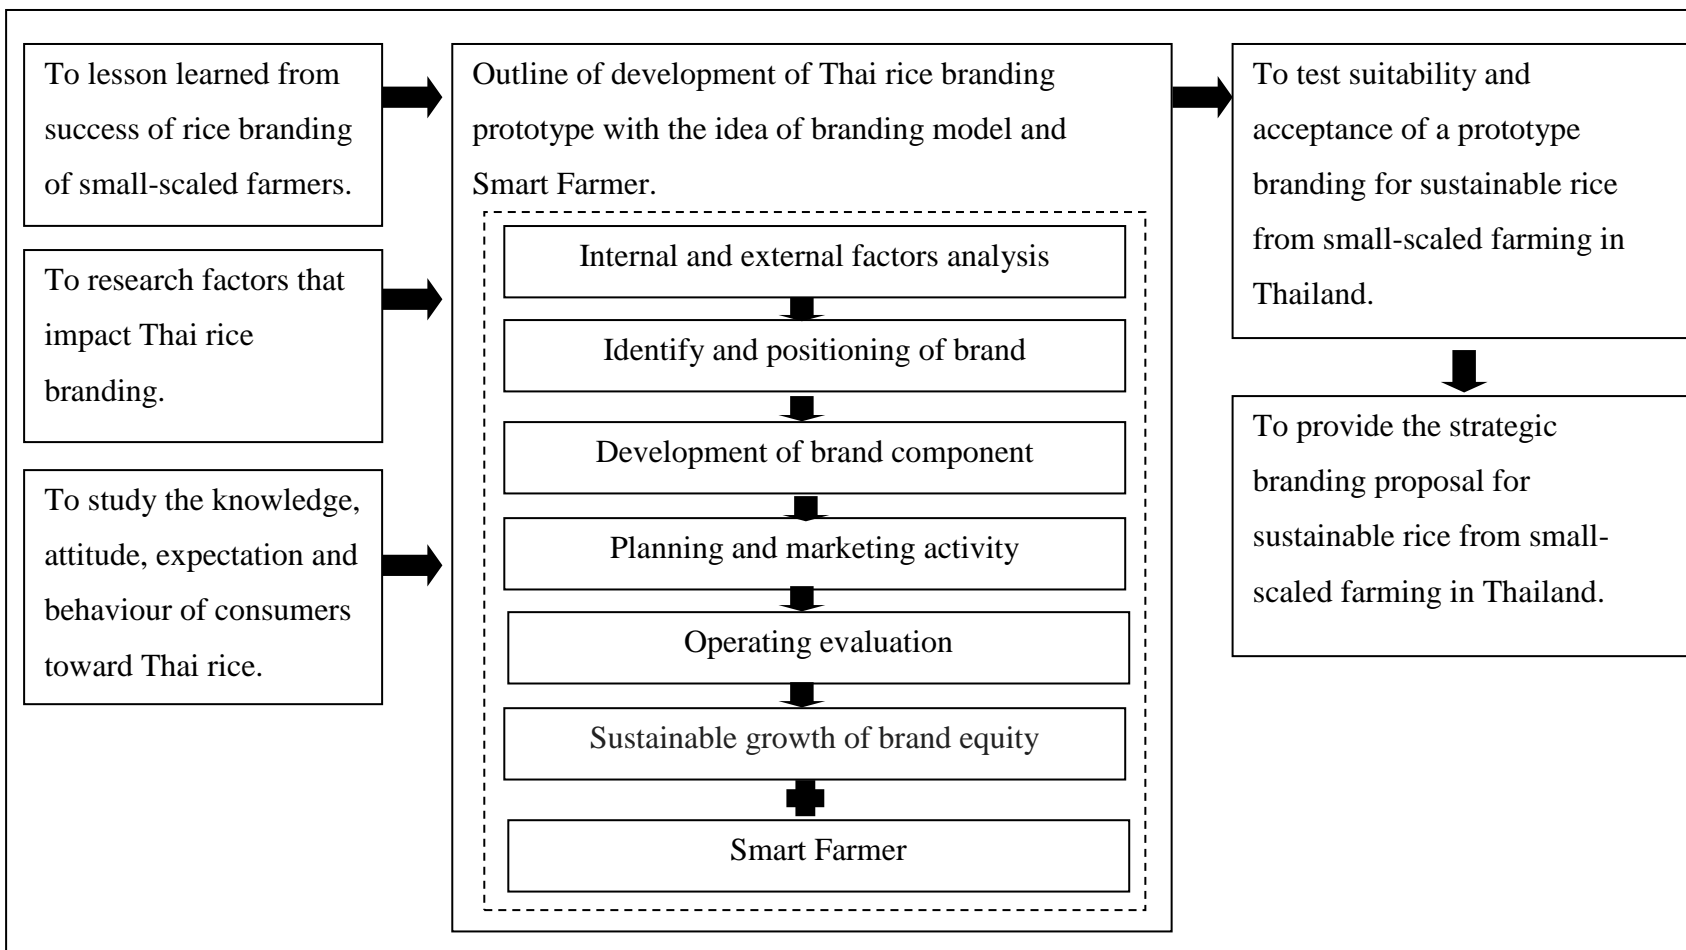 To lesson learned from
success of rice branding
of small-scaled farmers.
To research factors that
impact Thai rice
branding.
To study the knowledge,
attitude, expectation and
behaviour of consumers
toward Thai rice.
Outline of development of Thai rice branding
prototype with the idea of branding model and
Smart Farmer.
Internal and external factors analysis
Identify and positioning of brand
Development of brand component
Planning and marketing activity
Operating evaluation
Sustainable growth of brand equity
Smart Farmer
To test suitability and
acceptance of a prototype
branding for sustainable rice
from small-scaled farming in
Thailand.
To provide the strategic
branding proposal for
sustainable rice from small-
scaled farming in Thailand.